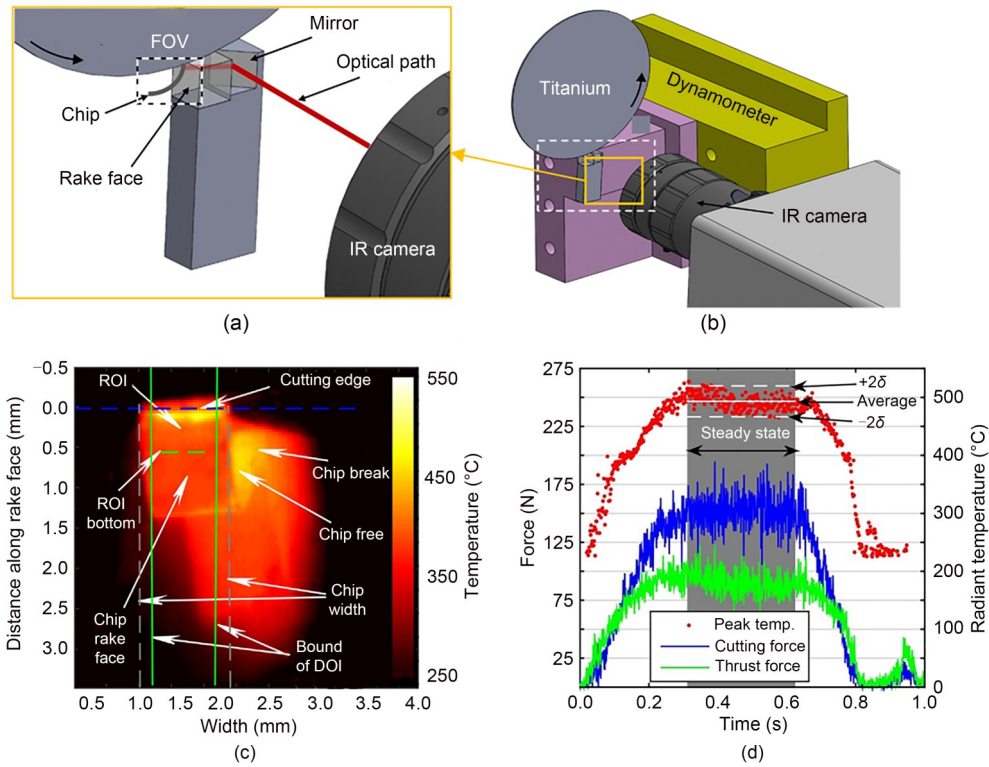 FOV
Mirror
Optical path
Chip
Rake face
IR camera
(a)
Titanium
Dynamometer
IR camera
(b)
−0.5
0.0
0.5
1.0
1.5
2.0
2.5
3.0
Distance along rake face (mm)
ROI
Cutting edge
Chip break
ROI
bottom
Chip free
Chip
rake
face
Chip
width
Bound
of DOI
0.5 1.0 1.5 2.0 2.5 3.0 4.0
Width (mm)
550
450
350
250
Temperature (°C)
(c)
275
225
175
125
75
25
Force (N)
+2δ
Average
−2δ
Steady state
Peak temp.
Cutting force
Thrust force
0.0 0.2 0.4 0.6 0.8 1.0
Time (s)
500
400
300
200
100
0
Radiant temperature (°C)
(d)